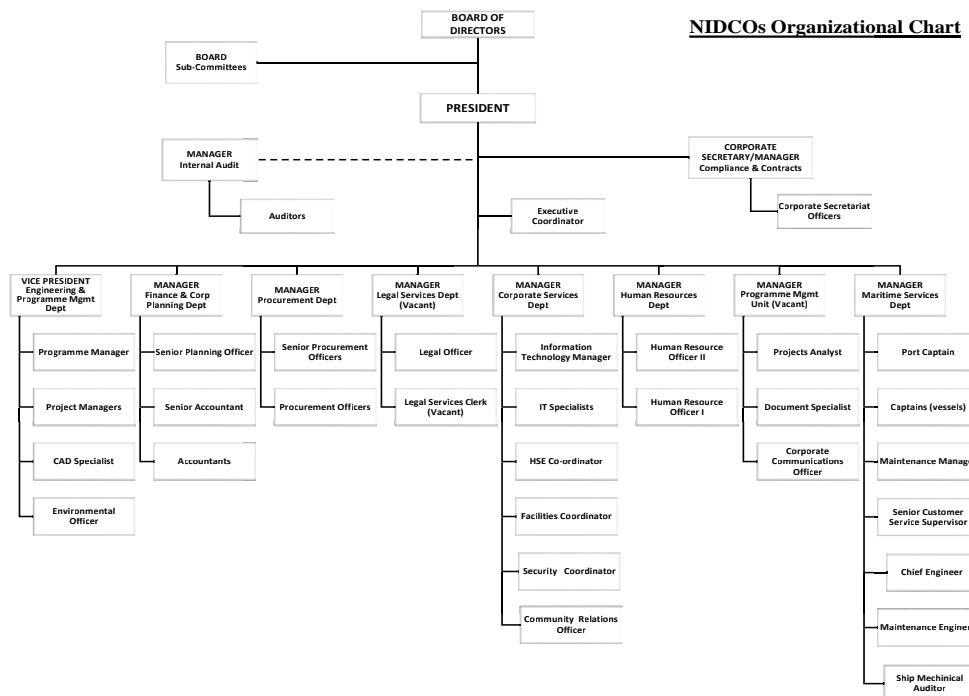 BOARD OF
DIRECTORS
NIDCOs Organizational Chart
BOARD
Sub-Committees
PRESIDENT
MANAGER
Internal Audit
CORPORATE
SECRETARY/MANAGER
Compliance & Contracts
Auditors
Executive
Coordinator
Corporate Secretariat
Officers
VICE PRESIDENT
Engineering &
Programme Mgmt
Dept
MANAGER
Finance & Corp
Planning Dept
MANAGER
Procurement Dept
MANAGER
Legal Services Dept
(Vacant)
MANAGER
Corporate Services
Dept
MANAGER
Human Resources
Dept
MANAGER
Programme Mgmt
Unit (Vacant)
MANAGER
Maritime Services
Dept
Programme Manager
Senior Planning Officer
Senior Procurement
Officers
Legal Officer
Information
Technology Manager
Human Resource
Officer II
Projects Analyst
Port Captain
Project Managers
Senior Accountant
Procurement Officers
Legal Services Clerk
(Vacant)
IT Specialists
Human Resource
Officer I
Document Specialist
Captains (vessels)
CAD Specialist
Accountants
HSE Co-ordinator
Corporate
Communications
Officer
Maintenance Manage
Environmental
Officer
Facilities Coordinator
Senior Customer
Service Supervisor
Security Coordinator
Chief Engineer
Community Relations
Officer
Maintenance Enginee
Ship Mechinical
Auditor